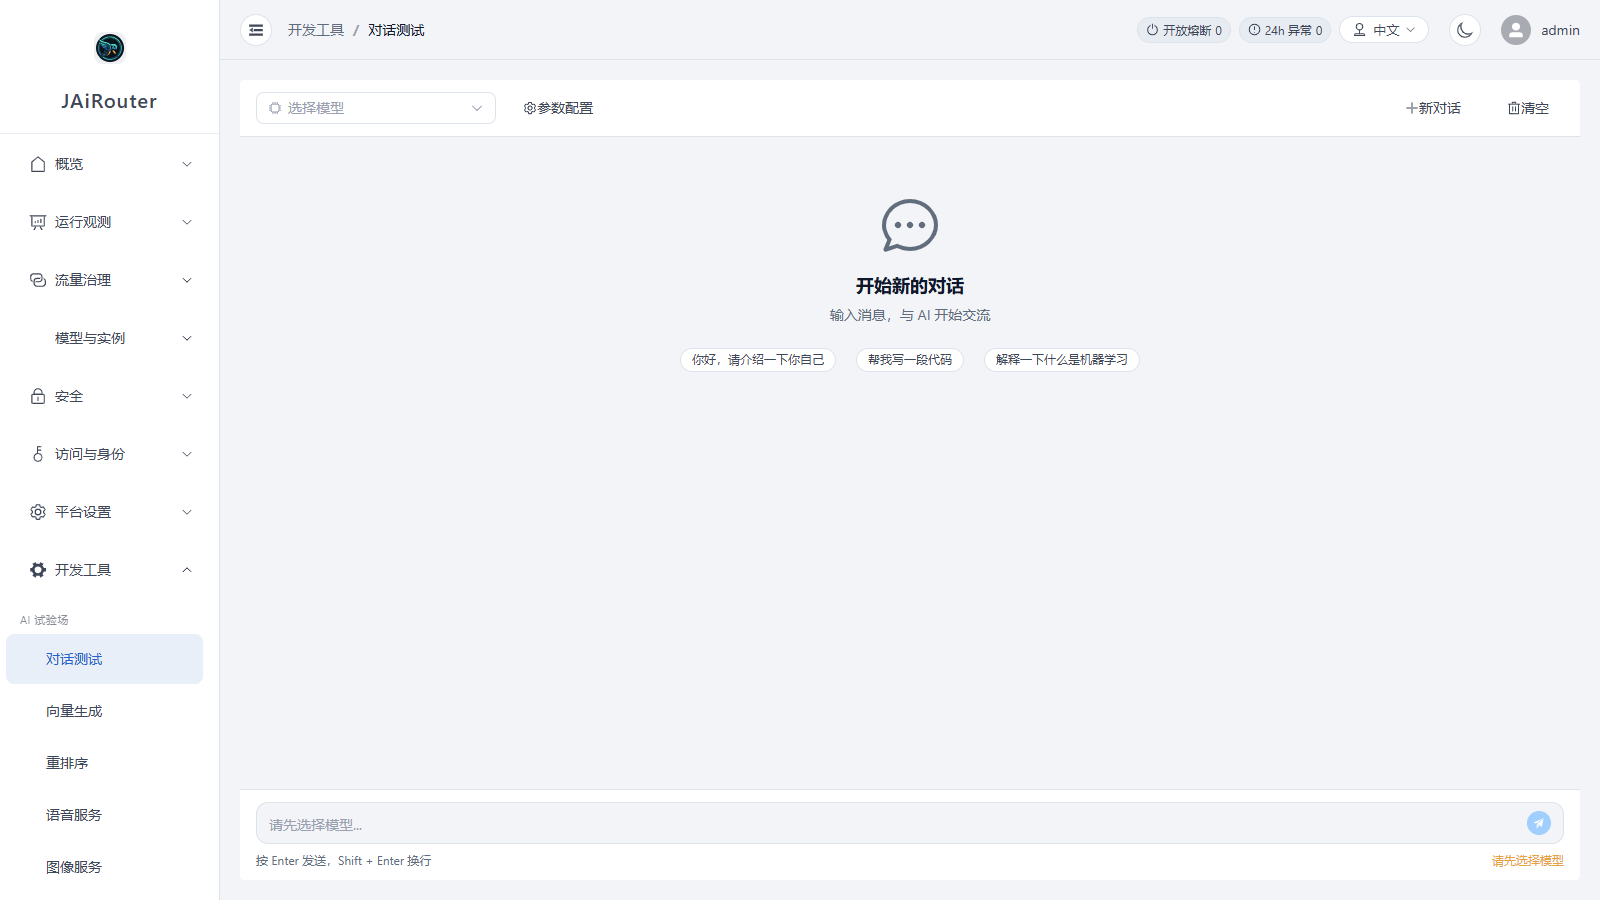 JAiRouter
概览
运行观测
流量治理
模型与实例
安全
访问与身份
平台设置
开发工具
AI 试验场
对话测试
向量生成
重排序
语音服务
图像服务
开发工具 / 对话测试
开放熔断 0
24h 异常 0
中文
admin
选择模型
参数配置
新对话
清空
开始新的对话
输入消息，与 AI 开始交流
你好，请介绍一下你自己
帮我写一段代码
解释一下什么是机器学习
请先选择模型...
按 Enter 发送，Shift + Enter 换行
请先选择模型